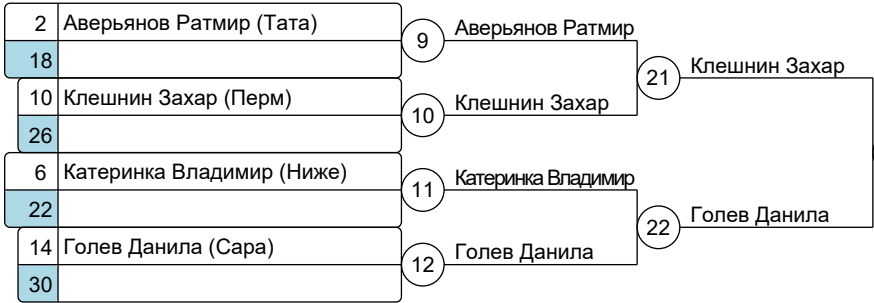 2 Аверьянов Ратмир (Тата)
18
9 Аверьянов Ратмир
10 Клешнин Захар (Перм)
26
10 Клешнин Захар
21 Клешнин Захар
6 Катеринка Владимир (Ниже)
22
11 Катеринка Владимир
14 Голев Данила (Сара)
30
12 Голев Данила
22 Голев Данила